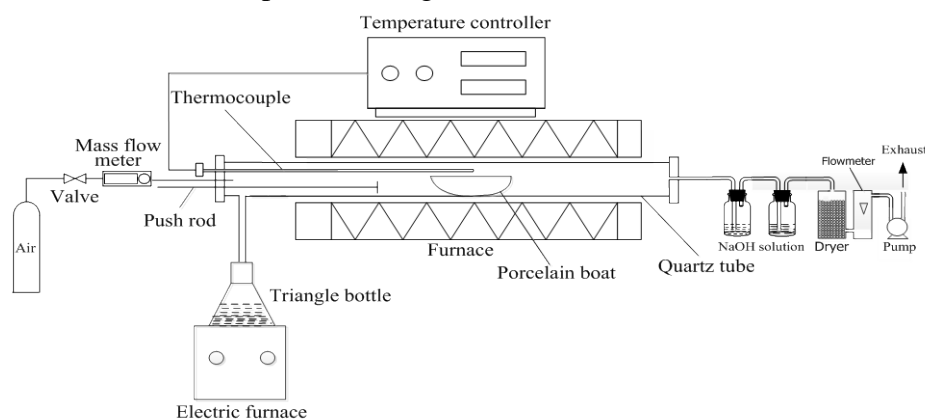 Temperature controller
Thermocouple
Mass flow
meter
Valve
Push rod
Air
Furnace
Porcelain boat
Quartz tube
Triangle bottle
Electric furnace
NaOH solution
Dryer
Flowmeter
Exhaust
Pump